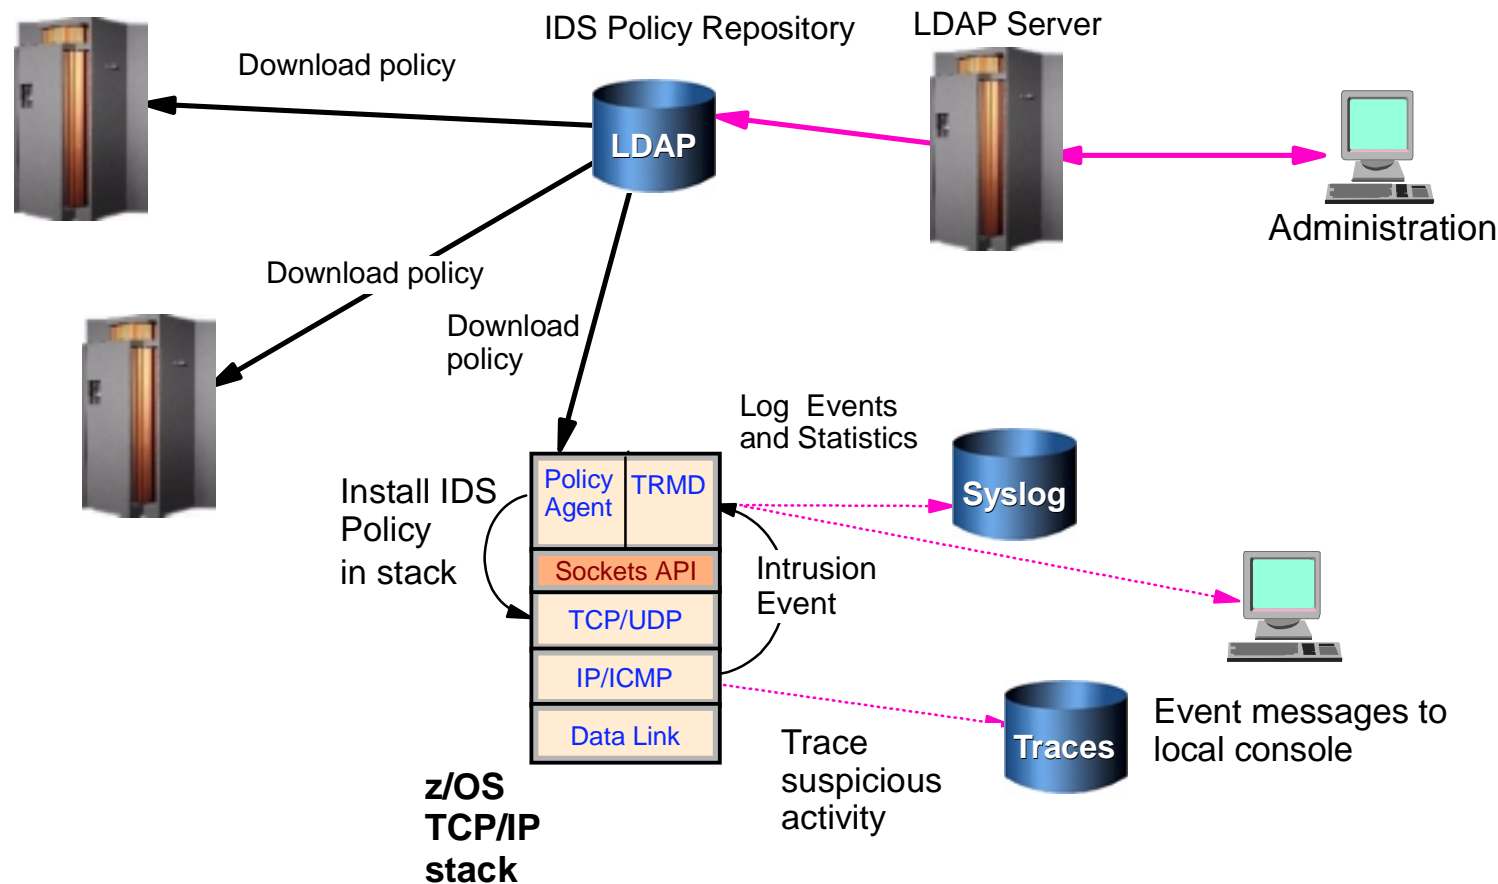 IDS Policy Repository
LDAP Server
Download policy
LDAP
Administration
Download policy
Download
policy
Log Events
and Statistics
Syslog
Install IDS
Policy
in stack
Policy
Agent
TRMD
Sockets API
TCP/UDP
IP/ICMP
Data Link
Intrusion
Event
Traces
Event messages to
local console
Trace
suspicious
activity
z/OS
TCP/IP
stack